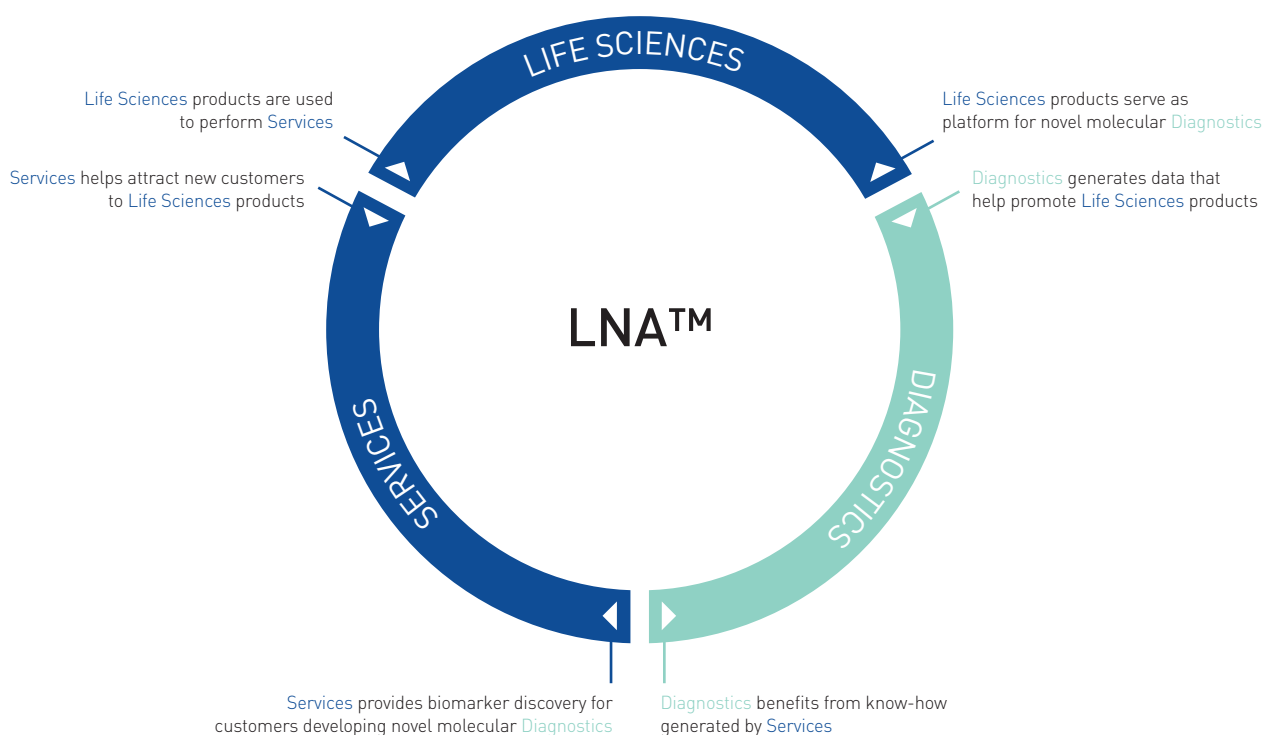 LIFE SCIENCES
Life Sciences products are used
to perform Services
Life Sciences products serve as
platform for novel molecular Diagnostics
Services helps attract new customers
to Life Sciences products
Diagnostics generates data that
help promote Life Sciences products
LNA™
SERVICES
DIAGNOSTICS
Services provides biomarker discovery for
customers developing novel molecular Diagnostics
Diagnostics benefits from know-how
generated by Services